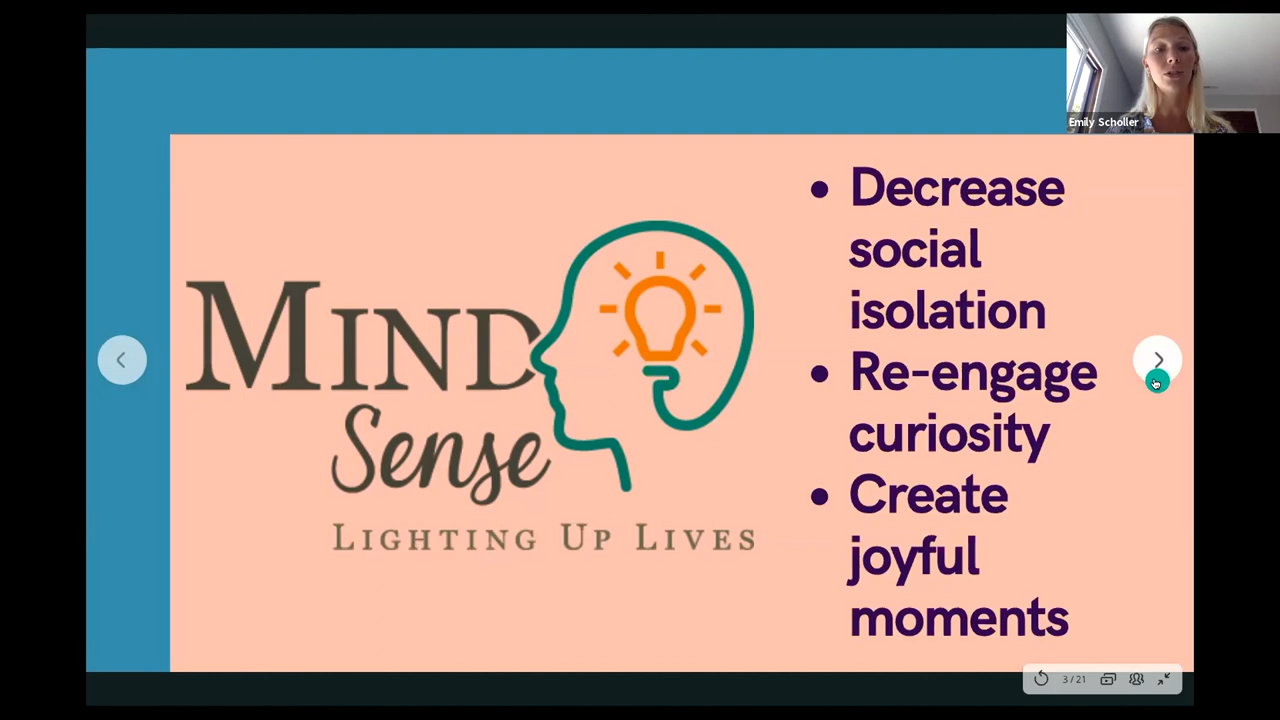 Emily Scholler
MIND
Sense
LIGHTING UP LIVES
• Decrease
social
isolation
• Re-engage
curiosity
• Create
joyful
moments
3 / 21